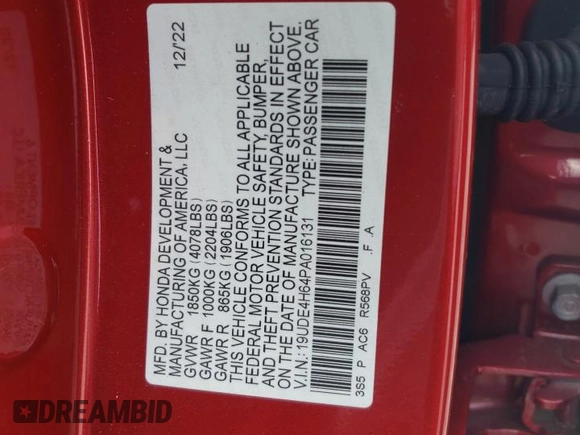 MFD. BY HONDA DEVELOPMENT & 12/22
MANUFACTURING OF AMERICA, LLC
GVWR 1850KG(4078LBS)
GAWR F 1000KG(2204LBS)
GAWR R 865KG(1906LBS)
THIS VEHICLE CONFORMS TO ALL APPLICABLE
FEDERAL MOTOR VEHICLE SAFETY, BUMPER,
AND THEFT PREVENTION STANDARDS IN EFFECT
ON THE DATE OF MANUFACTURE SHOWN ABOVE.
V.I.N.:19UDE4H64PA016131 TYPE:PASSENGER CAR
3S5 P AC6 R568PV .F .A
DREAMBID